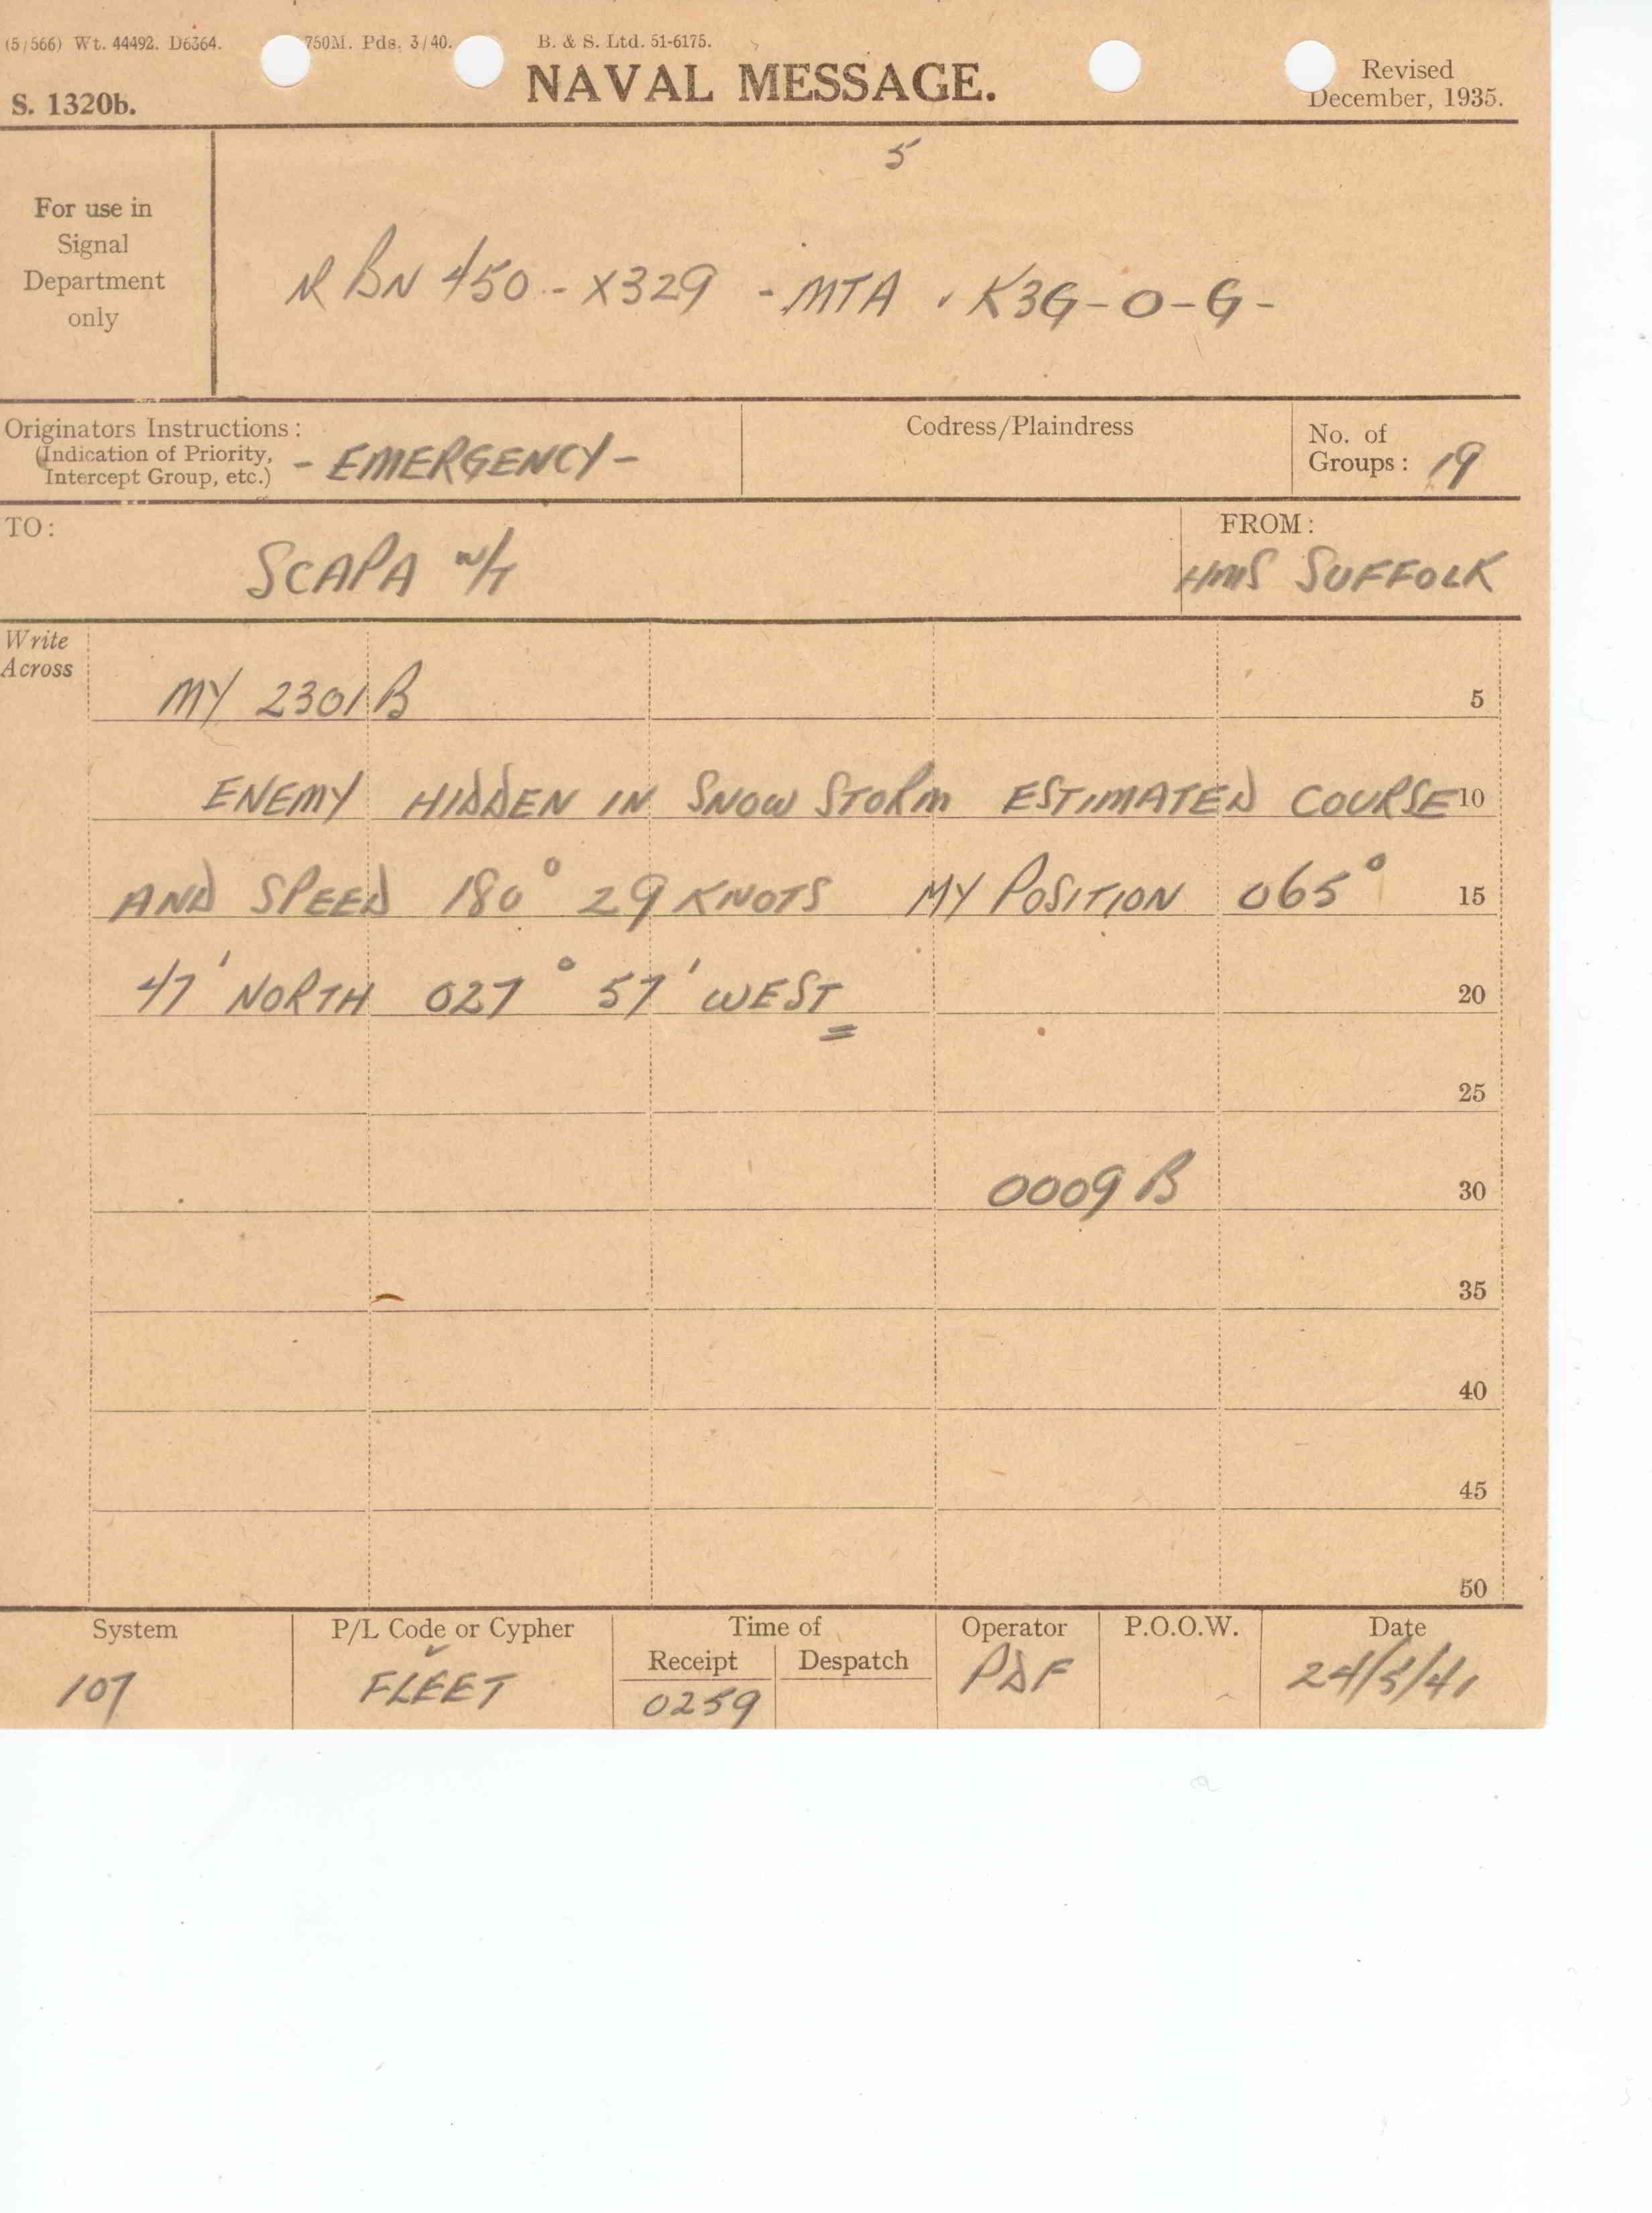 (5/566) Wt. 44492. D6364. 750M. Pds. 3/40. B. & S. Ltd. 51-6175.
NAVAL MESSAGE.
S. 1320b.
Revised
December, 1935.
5
For use in
Signal
Department
only
BN 450 - X329 - MTA . K3G-O-G-
Originators Instructions:
(Indication of Priority,
Intercept Group, etc.)
- EMERGENCY -
Codress/Plaindress
No. of
Groups: 19
TO:
SCAPA W/T
FROM:
HMS SUFFOLK
Write
Across
MY 2301B
5
ENEMY HIDDEN IN SNOW STORM ESTIMATED COURSE 10
AND SPEED 180° 29 KNOTS MY POSITION 065° 15
47' NORTH 027° 57' WEST 20
25
0009B 30
35
40
45
50
System P/L Code or Cypher Time of Operator P.O.O.W. Date
Receipt Despatch
107 FLEET 0259 PDF 24/5/41